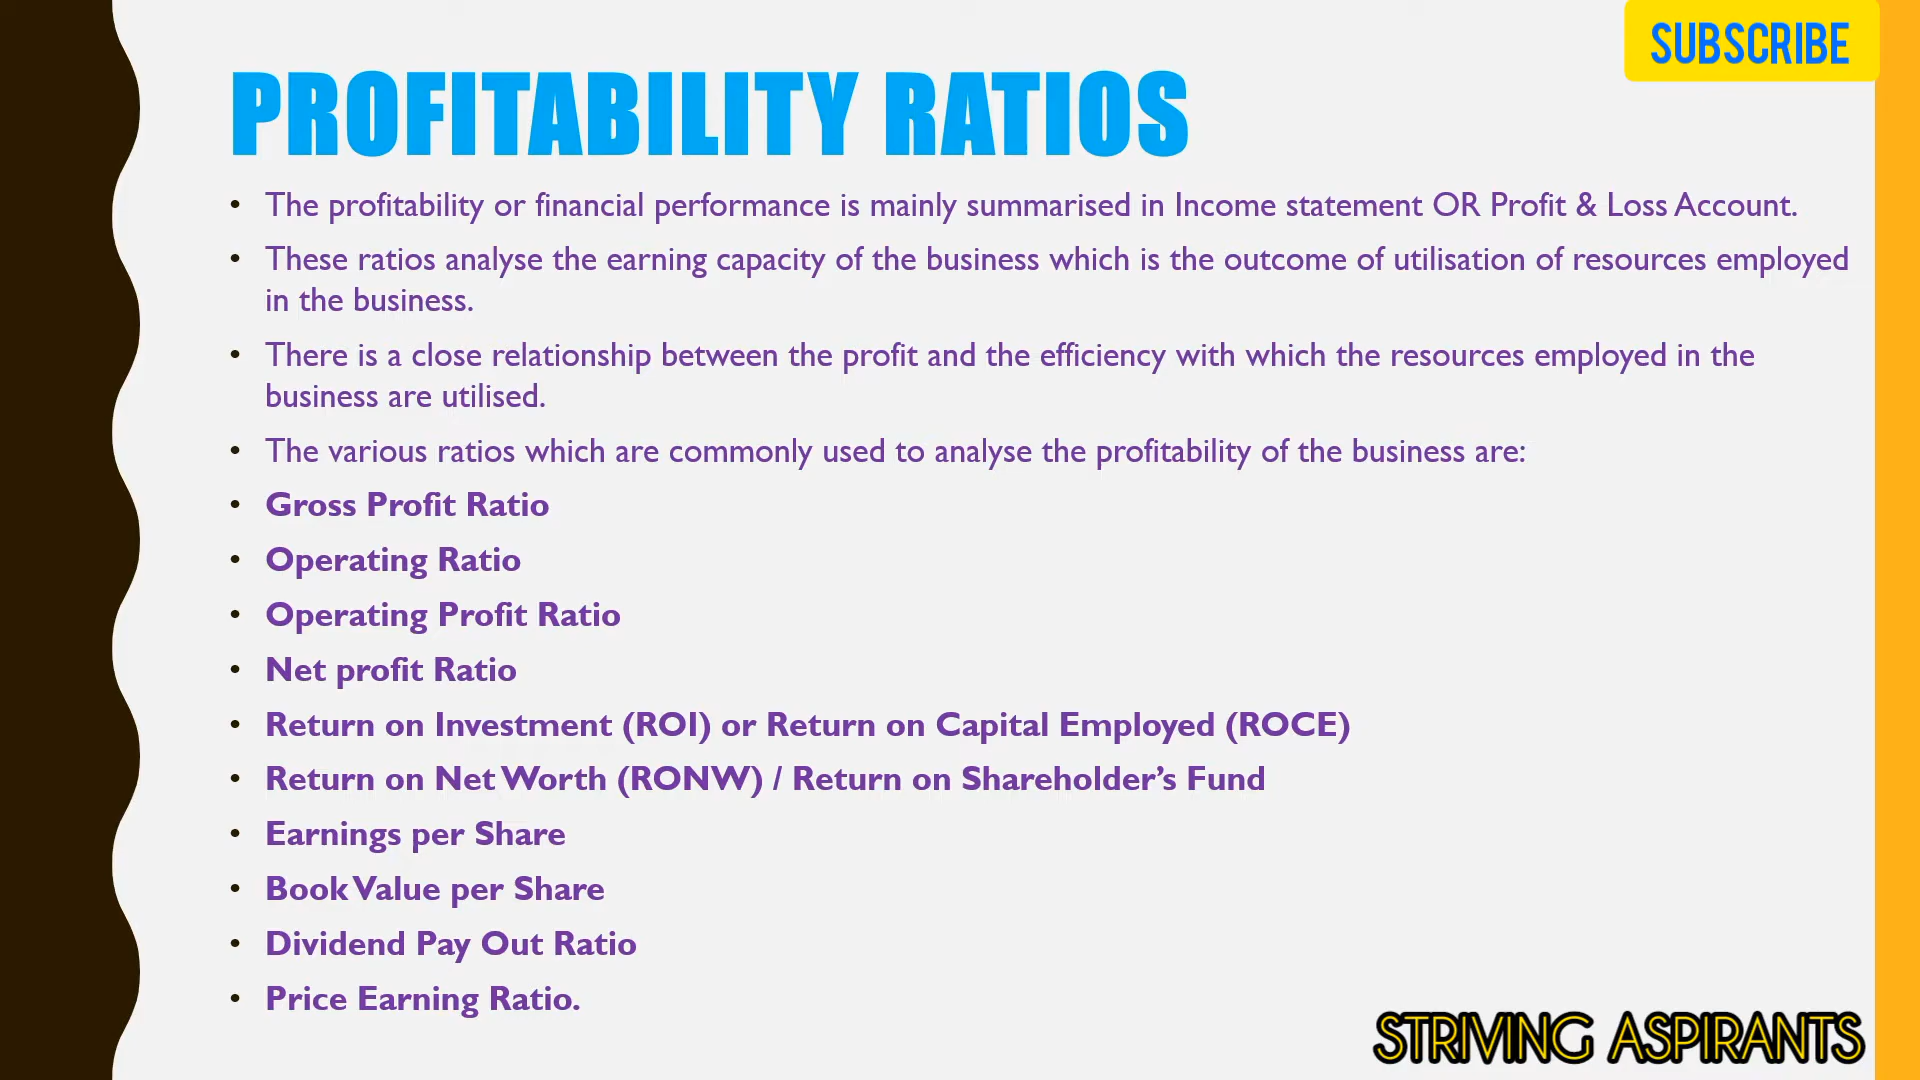 SUBSCRIBE
PROFITABILITY RATIOS
• The profitability or financial performance is mainly summarised in Income statement OR Profit & Loss Account.
• These ratios analyse the earning capacity of the business which is the outcome of utilisation of resources employed
in the business.
• There is a close relationship between the profit and the efficiency with which the resources employed in the
business are utilised.
• The various ratios which are commonly used to analyse the profitability of the business are:
• Gross Profit Ratio
• Operating Ratio
• Operating Profit Ratio
• Net profit Ratio
• Return on Investment (ROI) or Return on Capital Employed (ROCE)
• Return on Net Worth (RONW) / Return on Shareholder’s Fund
• Earnings per Share
• Book Value per Share
• Dividend Pay Out Ratio
• Price Earning Ratio.
STRIVING ASPIRANTS